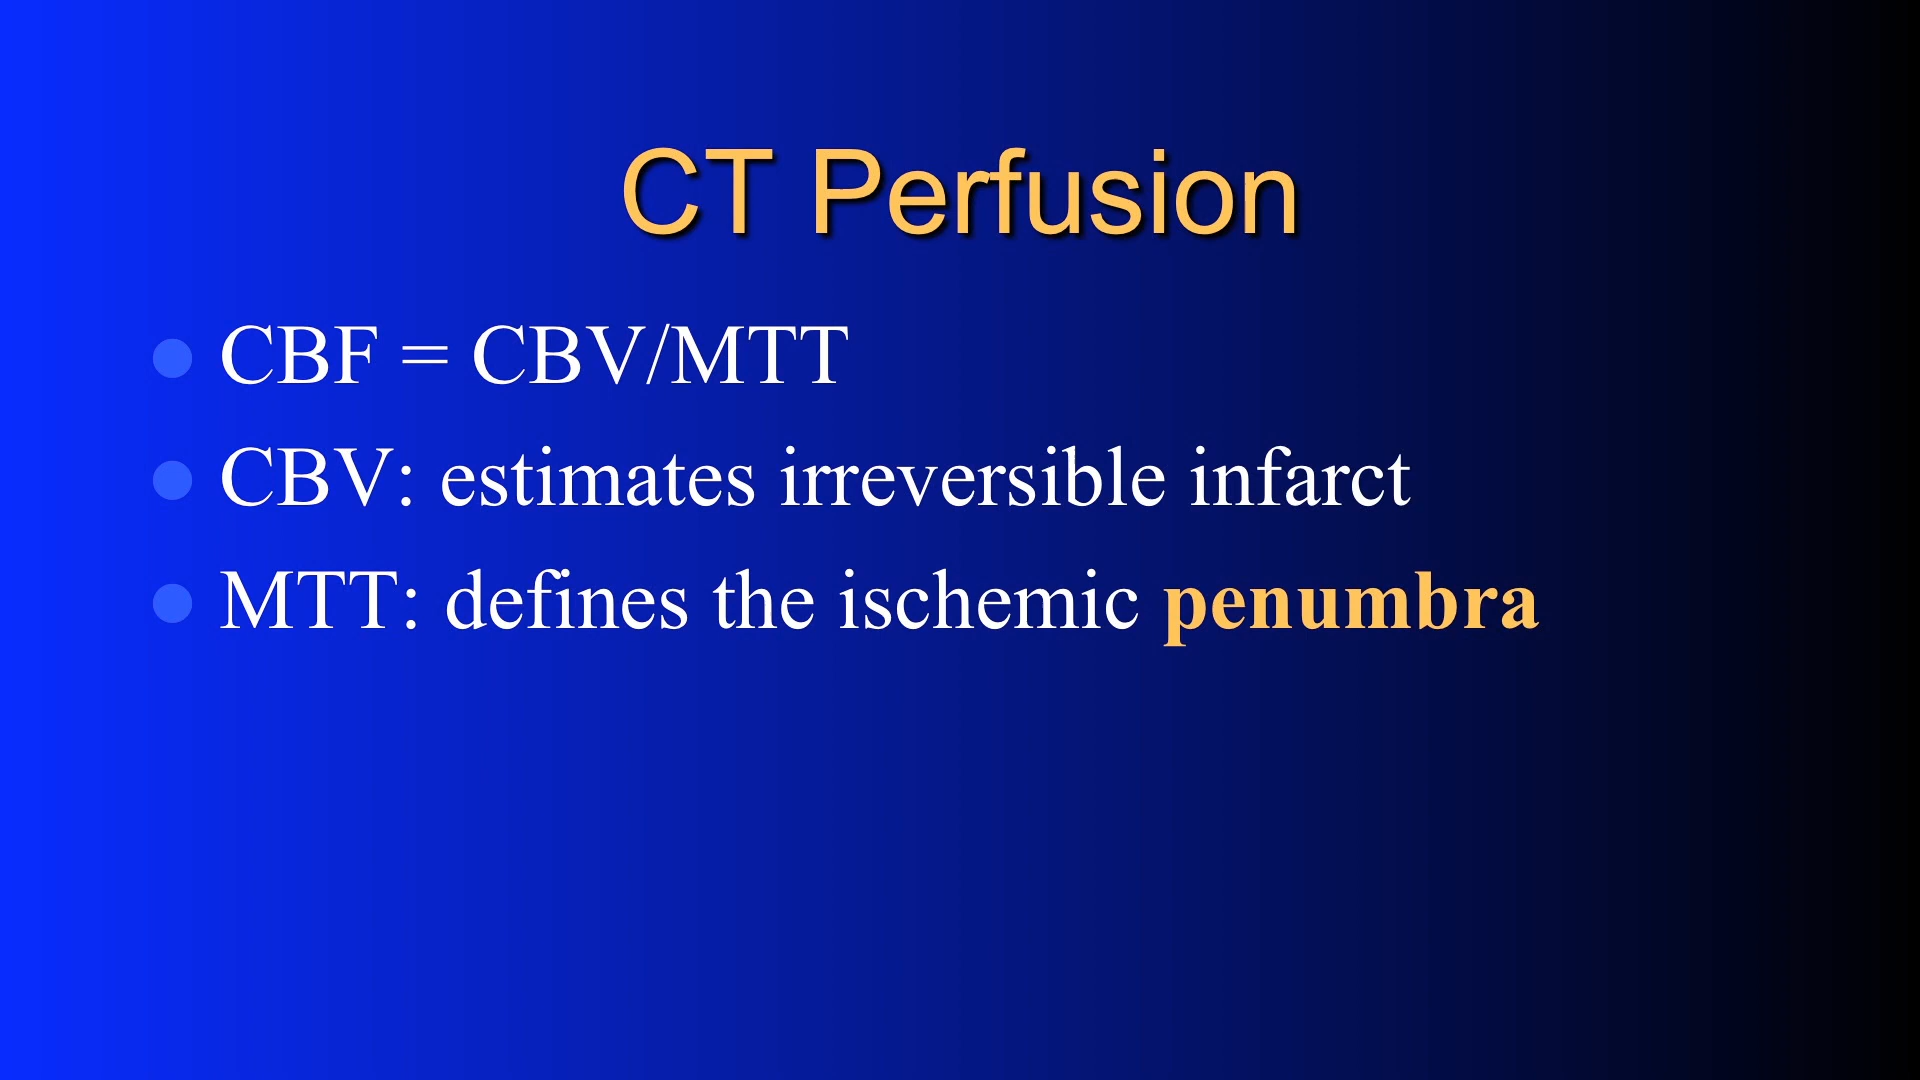 CT Perfusion
CBF = CBV/MTT
CBV: estimates irreversible infarct
MTT: defines the ischemic penumbra